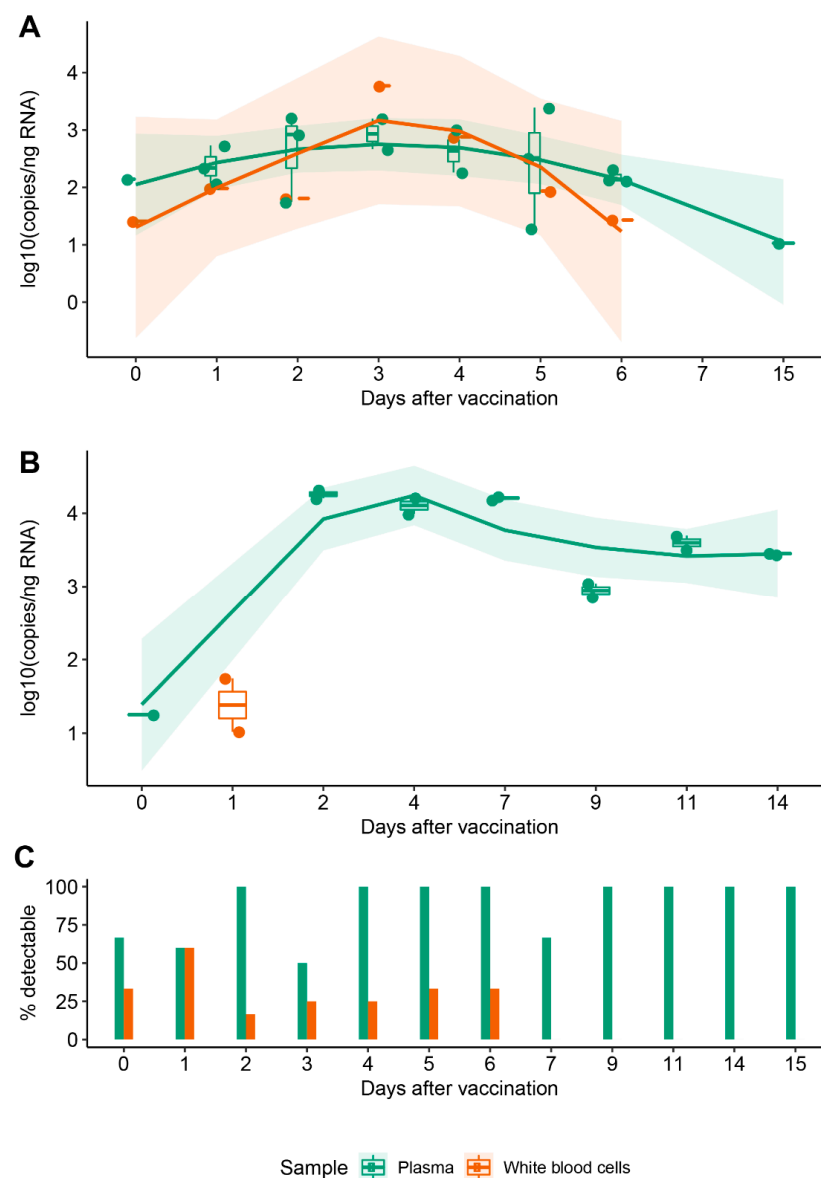 A
log10(copies/ng RNA)
4
3
2
1
0
0 1 2 3 4 5 6 7 15
Days after vaccination
B
log10(copies/ng RNA)
4
3
2
1
0 1 2 4 7 9 11 14
Days after vaccination
C
% detectable
100
75
50
25
0
0 1 2 3 4 5 6 7 9 11 14 15
Days after vaccination
Sample Plasma White blood cells